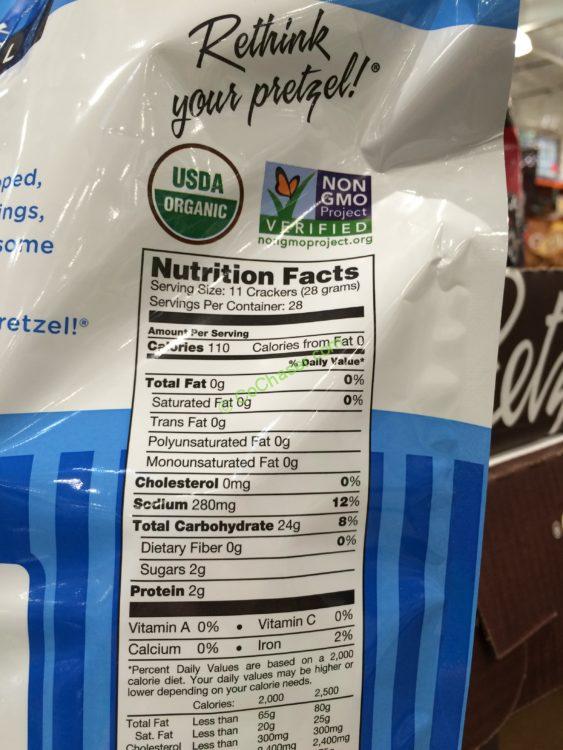 L
Rethink
your pretzel!®
ped,
ings,
some
retzel!®
USDA
ORGANIC
NON
GMO
Project
VERIFIED
nongmoproject.org
Nutrition Facts
Serving Size: 11 Crackers (28 grams)
Servings Per Container: 28
Amount Per Serving
Calories 110 Calories from Fat 0
% Daily Value*
Total Fat 0g 0%
Saturated Fat 0g 0%
Trans Fat 0g
Polyunsaturated Fat 0g
Monounsaturated Fat 0g
Cholesterol 0mg 0%
Sodium 280mg 12%
Total Carbohydrate 24g 8%
Dietary Fiber 0g 0%
Sugars 2g
Protein 2g
Vitamin A 0% • Vitamin C 0%
Calcium 0% • Iron 2%
*Percent Daily Values are based on a 2,000
calorie diet. Your daily values may be higher or
lower depending on your calorie needs.
Calories: 2,000 2,500
Total Fat Less than 65g 80g
Sat. Fat Less than 20g 25g
Cholesterol Less than 300mg 300mg
2,400mg 2,400mg